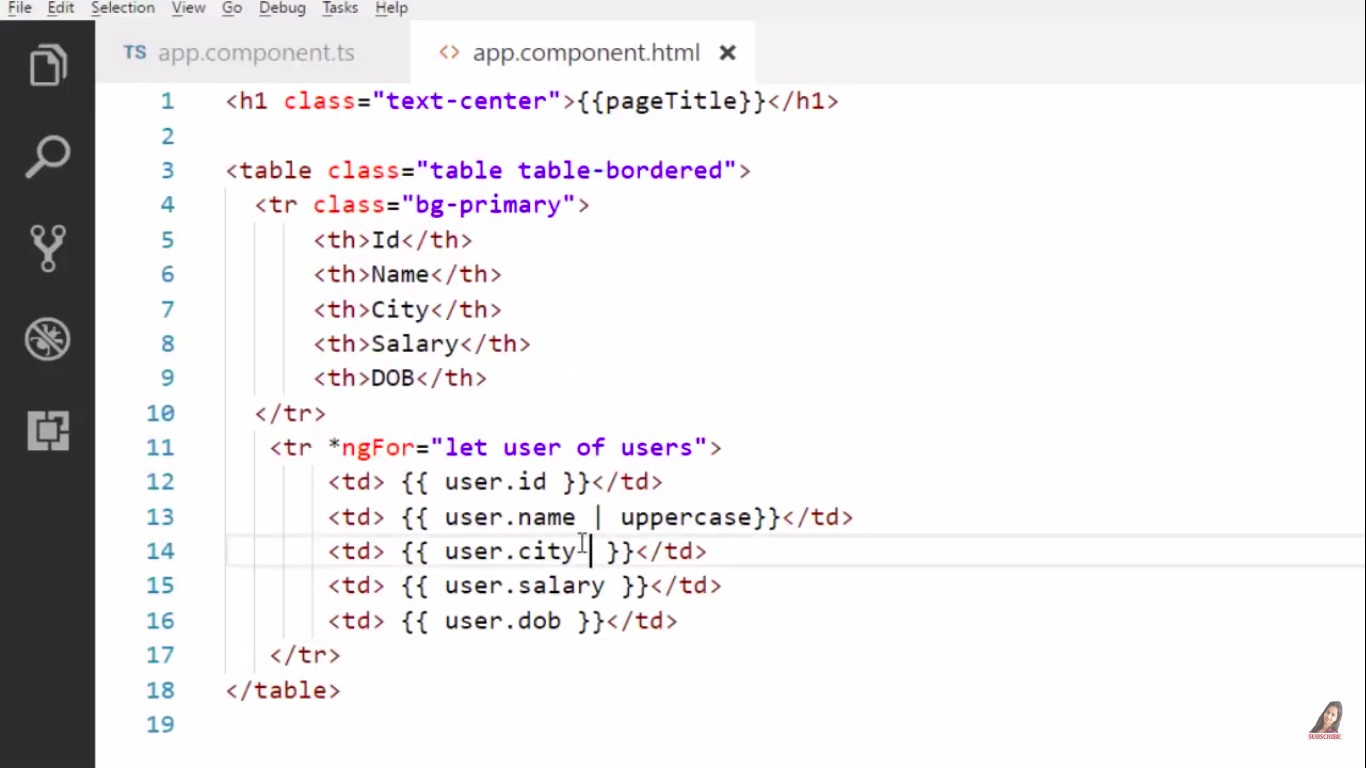 File Edit Selection View Go Debug Tasks Help
TS app.component.ts <> app.component.html ×
1 <h1 class="text-center">{{pageTitle}}</h1>
2
3 <table class="table table-bordered">
4 <tr class="bg-primary">
5 <th>Id</th>
6 <th>Name</th>
7 <th>City</th>
8 <th>Salary</th>
9 <th>DOB</th>
10 </tr>
11 <tr *ngFor="let user of users">
12 <td> {{ user.id }}</td>
13 <td> {{ user.name | uppercase}}</td>
14 <td> {{ user.city }}</td>
15 <td> {{ user.salary }}</td>
16 <td> {{ user.dob }}</td>
17 </tr>
18 </table>
19
SUBSCRIBE